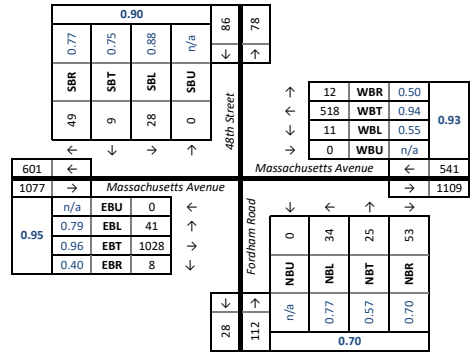 0.90
0.77 0.75 0.88 n/a
SBR SBT SBL SBU
49 9 28 0
← ↓ → ↑
86 78
↓ ↑
48th Street
↑ 12 WBR 0.50
← 518 WBT 0.94
↓ 11 WBL 0.55
→ 0 WBU n/a
0.93
601 ←
Massachusetts Avenue ← 541
1077 → Massachusetts Avenue
→ 1109
0.95
n/a EBU 0 ←
0.79 EBL 41 ↑
0.96 EBT 1028 →
0.40 EBR 8 ↓
Fordham Road
↓ ← ↑ →
0 34 25 53
NBU NBL NBT NBR
n/a 0.77 0.57 0.70
0.70
↓ ↑
28 112